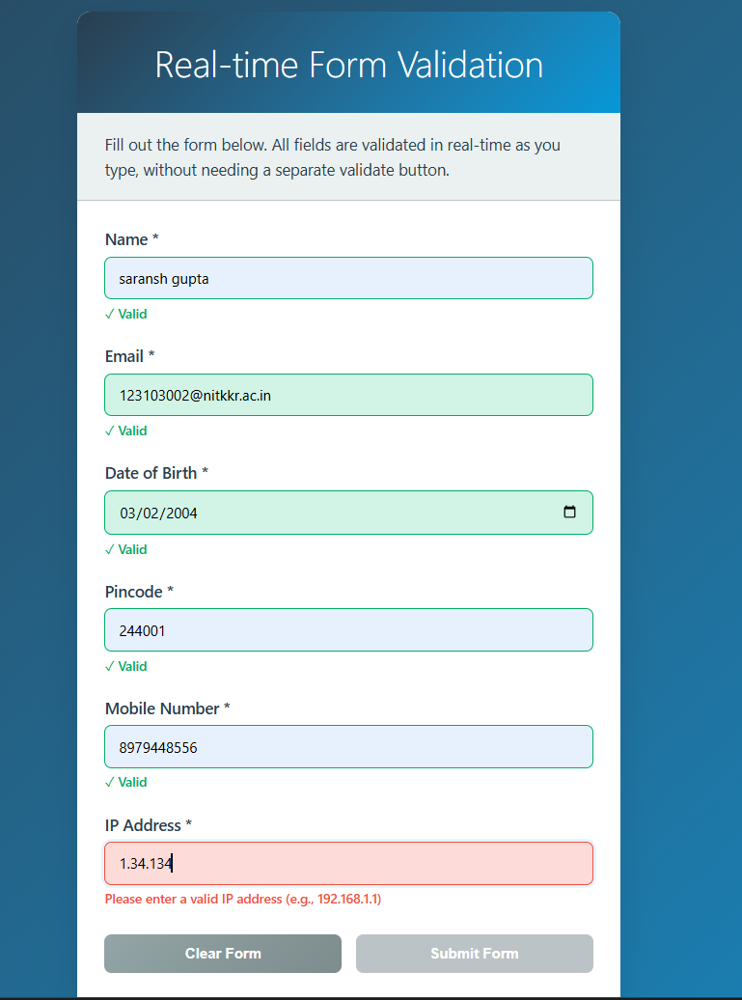 Real-time Form Validation
Fill out the form below. All fields are validated in real-time as you
type, without needing a separate validate button.
Name *
saransh gupta
✓ Valid
Email *
123103002@nitkkr.ac.in
✓ Valid
Date of Birth *
03/02/2004
✓ Valid
Pincode *
244001
✓ Valid
Mobile Number *
8979448556
✓ Valid
IP Address *
1.34.134
Please enter a valid IP address (e.g., 192.168.1.1)
Clear Form
Submit Form